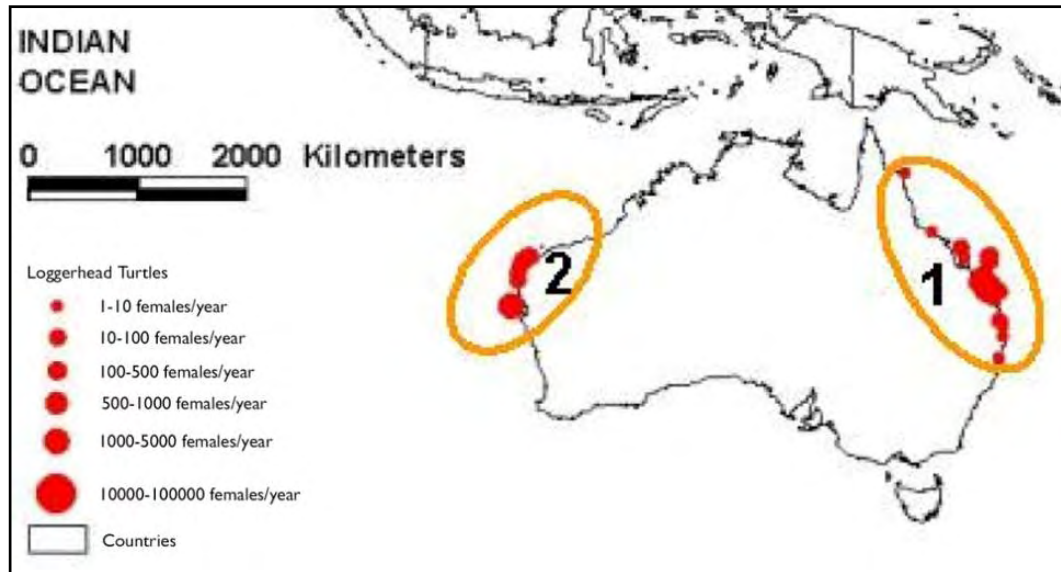 INDIAN
OCEAN
0 1000 2000 Kilometers
Loggerhead Turtles
1-10 females/year
10-100 females/year
100-500 females/year
500-1000 females/year
1000-5000 females/year
10000-100000 females/year
Countries
2
1